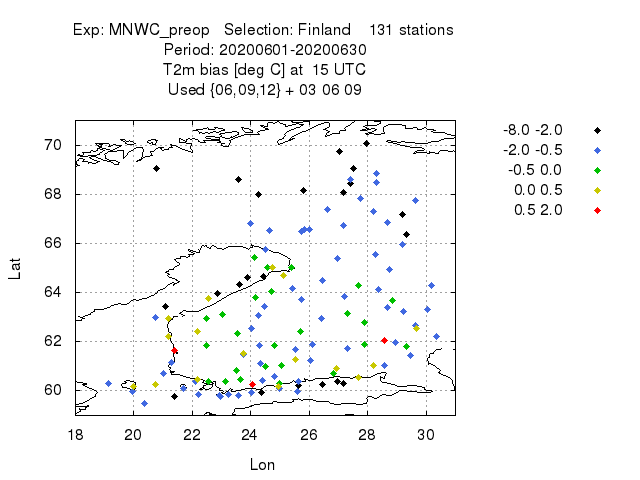 Exp: MNWC_preop Selection: Finland 131 stations
Period: 20200601-20200630
T2m bias [deg C] at 15 UTC
Used {06,09,12} + 03 06 09
-8.0 -2.0
-2.0 -0.5
-0.5 0.0
0.0 0.5
0.5 2.0
70
68
66
64
62
60
Lat
18 20 22 24 26 28 30
Lon